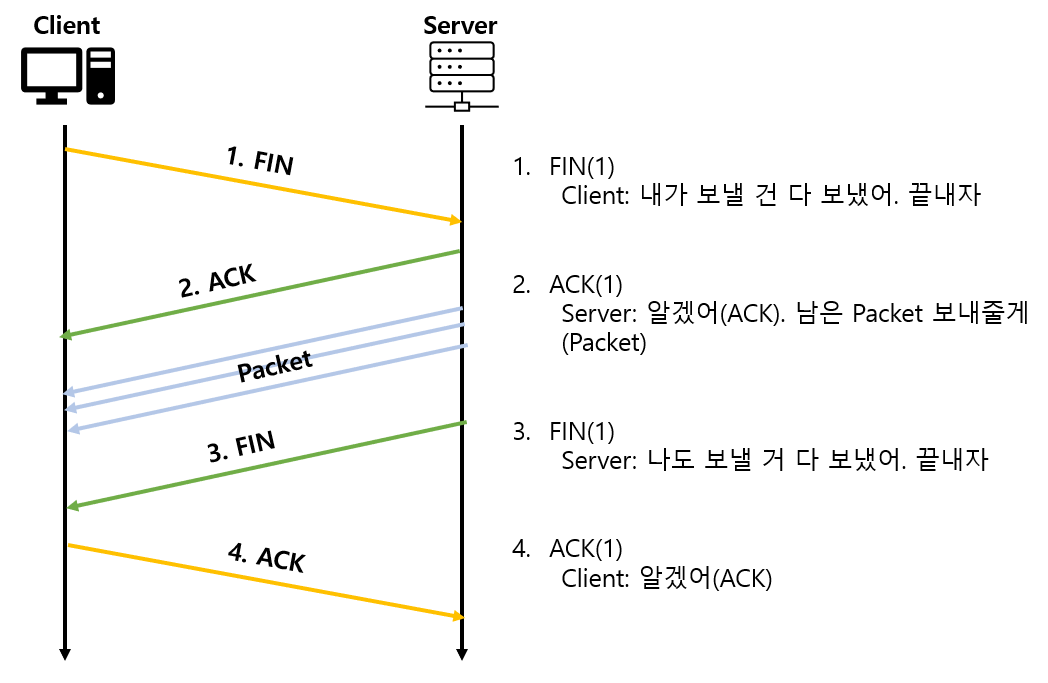 Client
Server
1. FIN
2. ACK
Packet
3. FIN
4. ACK
1. FIN(1)
Client: 내가 보낼 건 다 보냈어. 끝내자
2. ACK(1)
Server: 알겠어(ACK). 남은 Packet 보내줄게
(Packet)
3. FIN(1)
Server: 나도 보낼 거 다 보냈어. 끝내자
4. ACK(1)
Client: 알겠어(ACK)